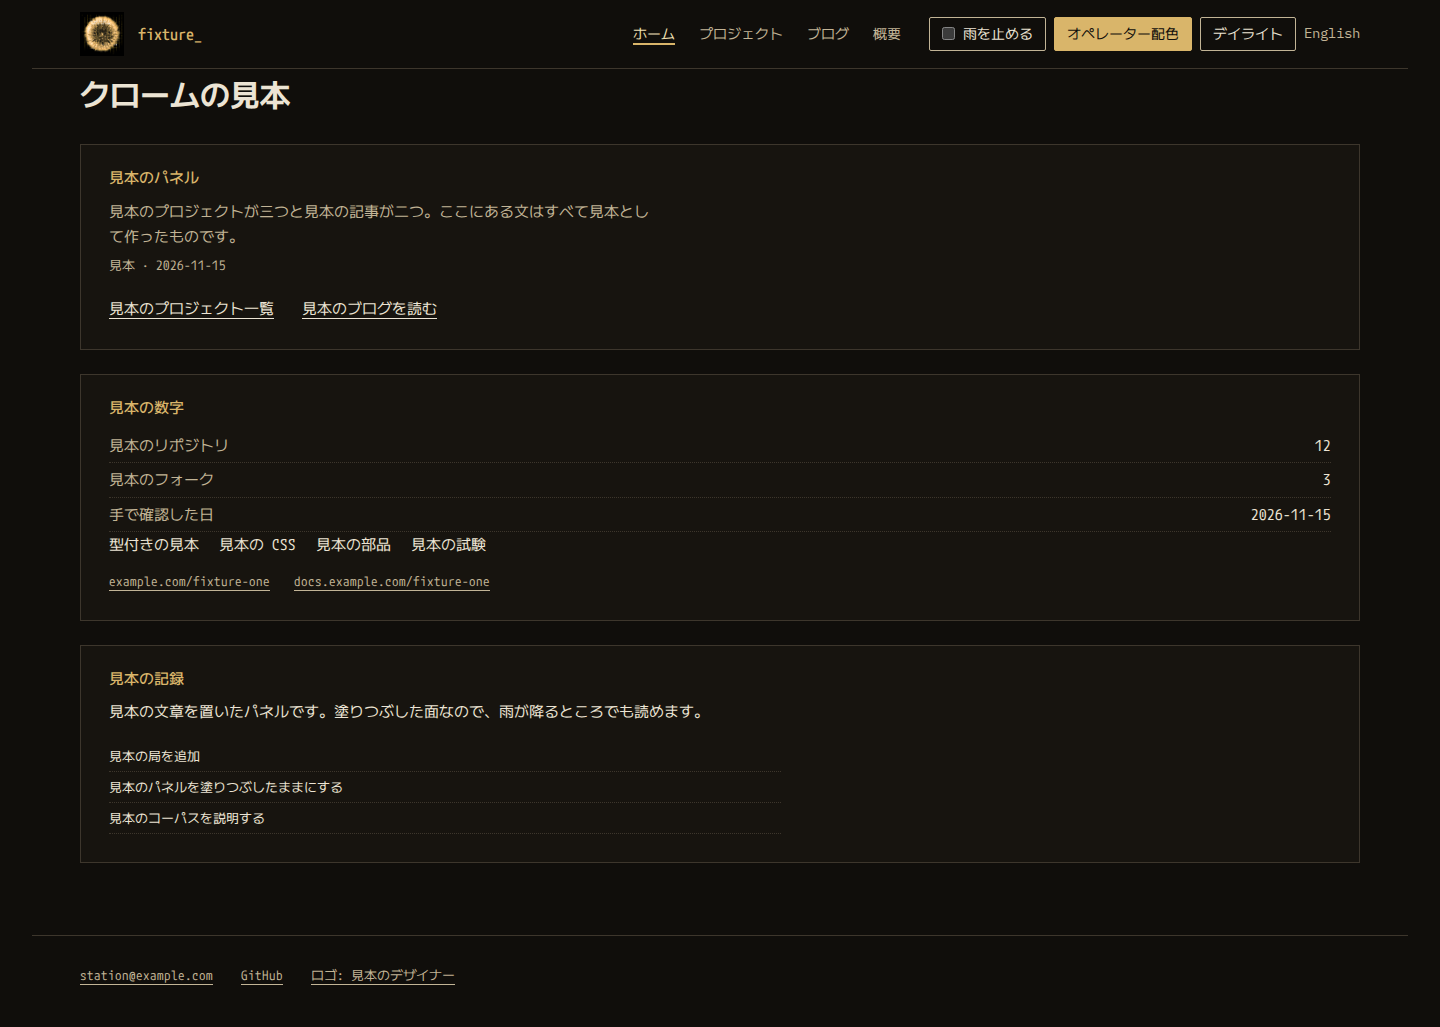 fixture_
ホーム プロジェクト ブログ 概要 雨を止める オペレーター配色 デイライト English
クロームの見本
見本のパネル
見本のプロジェクトが三つと見本の記事が二つ。ここにある文はすべて見本とし
て作ったものです。
見本 · 2026-11-15
見本のプロジェクト一覧 見本のブログを読む
見本の数字
見本のリポジトリ 12
見本のフォーク 3
手で確認した日 2026-11-15
型付きの見本 見本の CSS 見本の部品 見本の試験
example.com/fixture-one docs.example.com/fixture-one
見本の記録
見本の文章を置いたパネルです。塗りつぶした面なので、雨が降るところでも読めます。
見本の局を追加
見本のパネルを塗りつぶしたままにする
見本のコーパスを説明する
station@example.com GitHub ロゴ: 見本のデザイナー